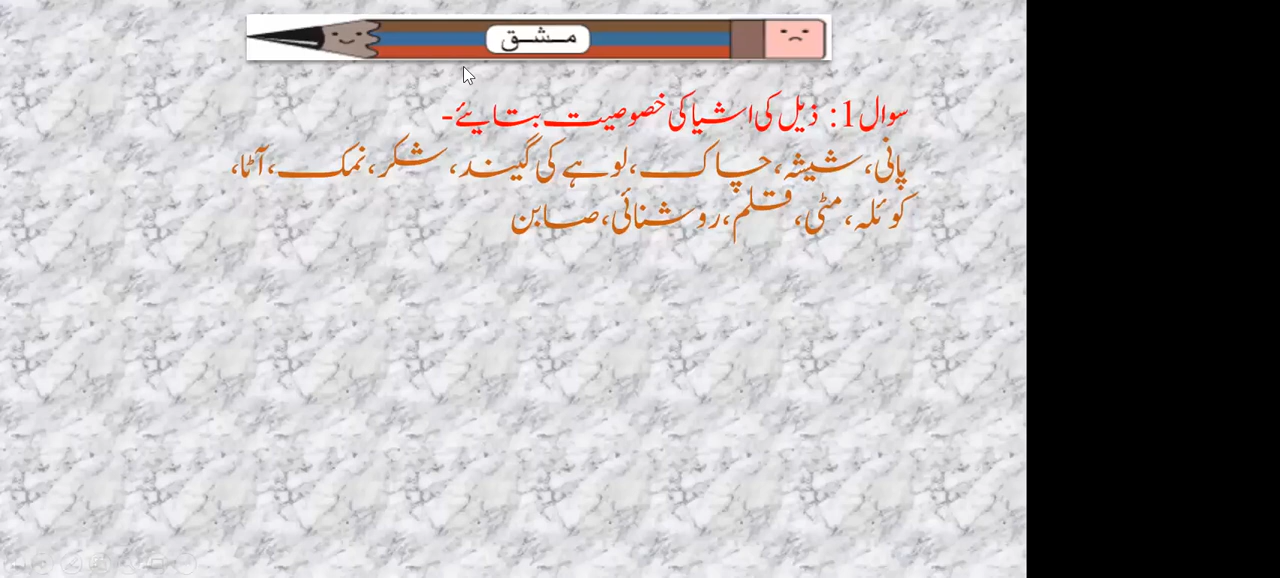 مشق
سوال 1: ذیل کی اشیا کی خصوصیت بتایئے-
پانی، شیشہ، چاک، لوہے کی گیند، شکر، نمک، آٹا،
کوئلہ، مٹی، قلم، روشنائی، صابن